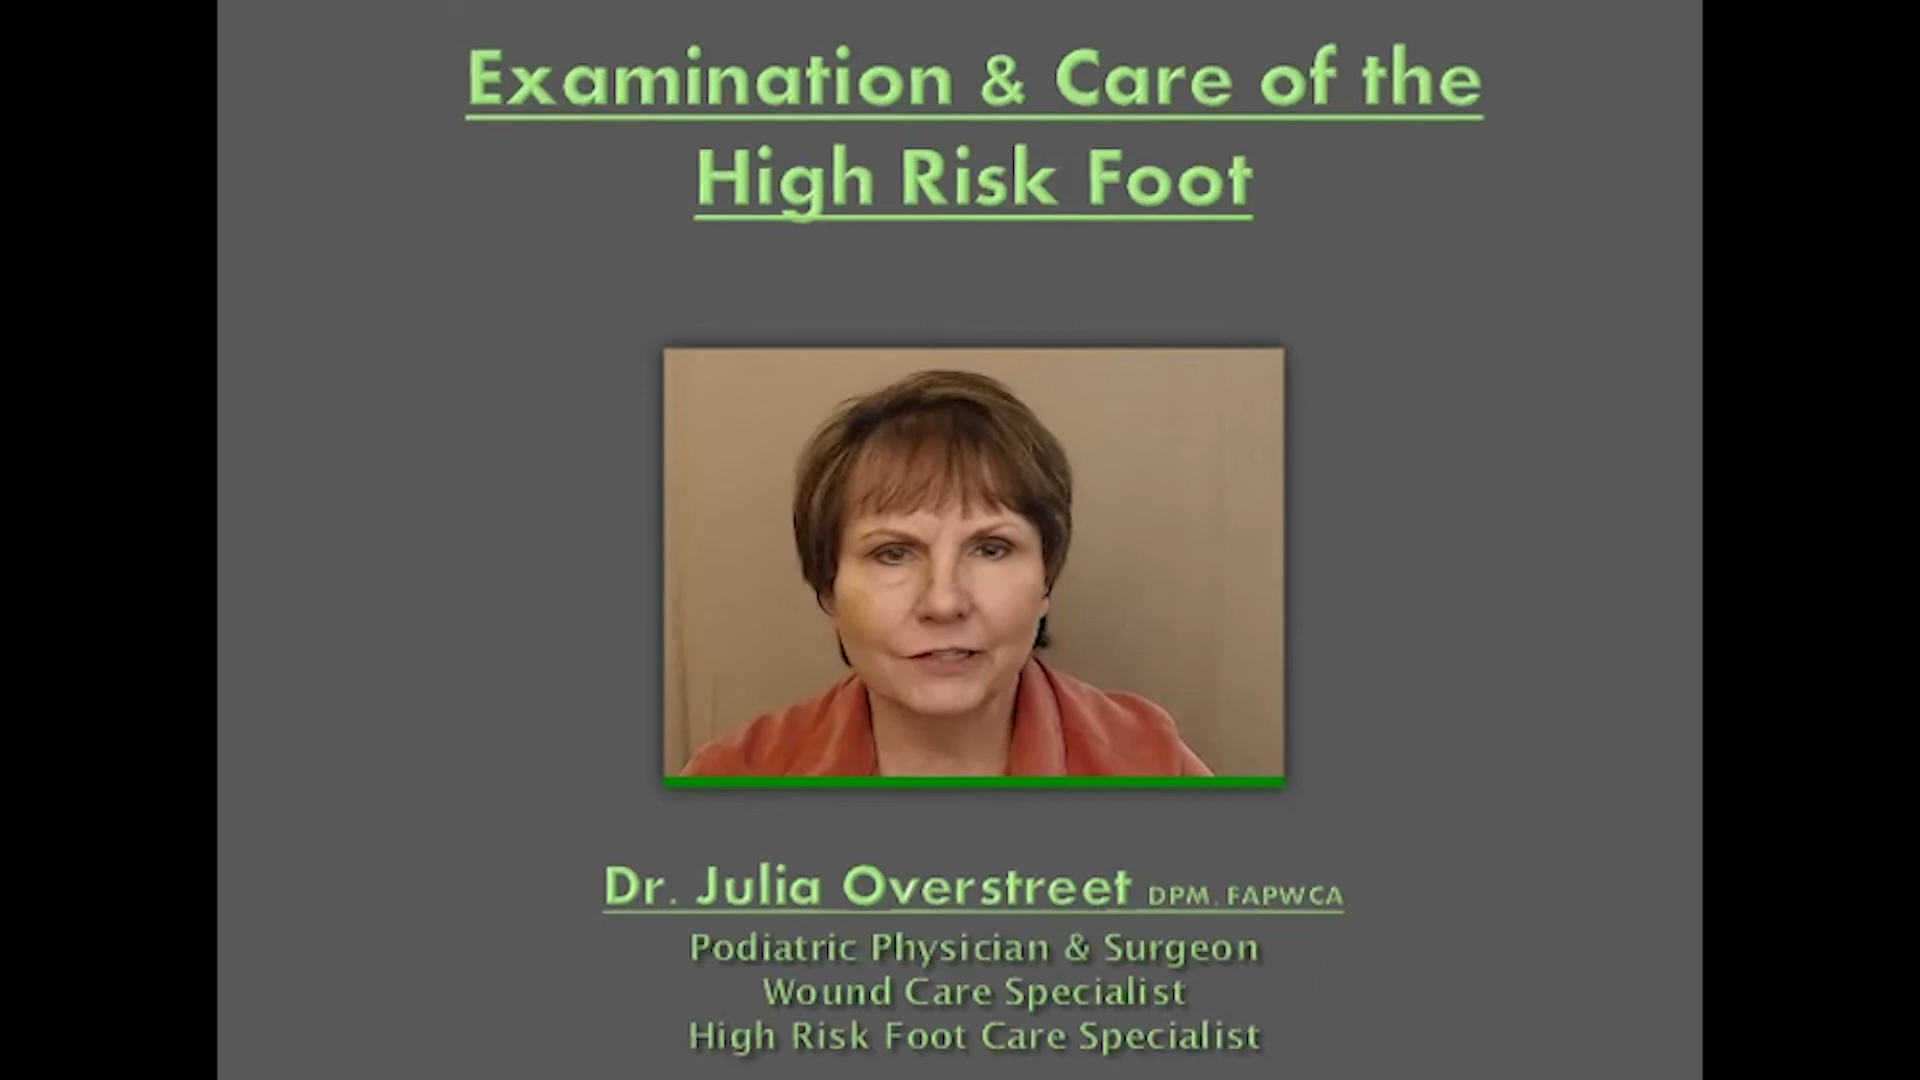 Examination & Care of the
High Risk Foot
Dr. Julia Overstreet DPM. FAPWCA
Podiatric Physician & Surgeon
Wound Care Specialist
High Risk Foot Care Specialist